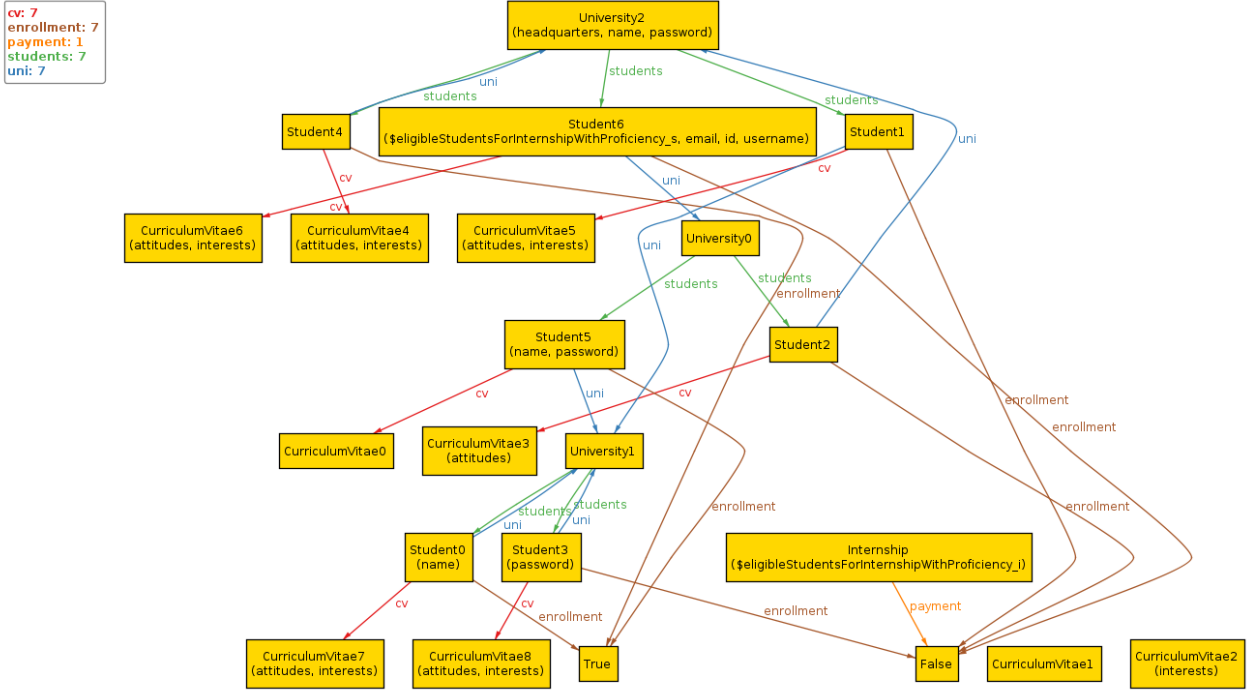 cv: 7
enrollment: 7
payment: 1
students: 7
uni: 7
University2
(headquarters, name, password)
uni
students
students
students
Student4
Student6
($eligibleStudentsForInternshipWithProficiency_s, email, id, username)
Student1
uni
cv
cv
uni
cv
CurriculumVitae6
(attitudes, interests)
CurriculumVitae4
(attitudes, interests)
CurriculumVitae5
(attitudes, interests)
University0
uni
students
students
enrollment
Student5
(name, password)
Student2
cv
uni
cv
enrollment
enrollment
CurriculumVitae0
CurriculumVitae3
(attitudes)
University1
students
students
uni
uni
enrollment
enrollment
Student0
(name)
Student3
(password)
Internship
($eligibleStudentsForInternshipWithProficiency_i)
cv
cv
enrollment
enrollment
payment
CurriculumVitae7
(attitudes, interests)
CurriculumVitae8
(attitudes, interests)
True
False
CurriculumVitae1
CurriculumVitae2
(interests)